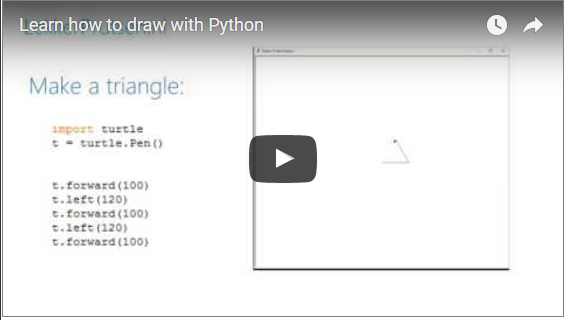 Learn how to draw with Python
Make a triangle:
import turtle
t = turtle.Pen()
t.forward(100)
t.left(120)
t.forward(100)
t.left(120)
t.forward(100)